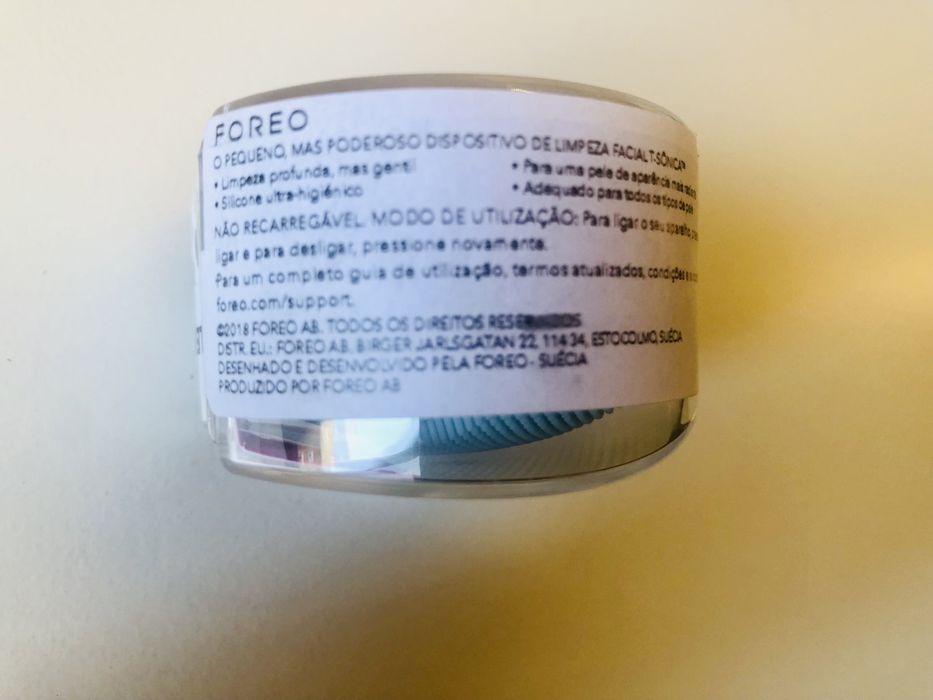 FOREO
O PEQUENO, MAS PODEROSO DISPOSITIVO DE LIMPEZA FACIAL T-SÔNICA™
• Limpeza profunda, mas gentil
• Silicone ultra-higiénico
• Para uma pele de aparência mais
• Adequado para todos os tipos de pele
NÃO RECARREGÁVEL. MODO DE UTILIZAÇÃO: Para ligar o seu aparelho,
ligar e para desligar, pressione novamente.
Para um completo guia de utilização, termos atualizados, condições e
foreo.com/support.
©2018 FOREO AB. TODOS OS DIREITOS RESERVADOS
DISTR. EU.: FOREO AB, BIRGER JARLSGATAN 22, 114 34, ESTOCOLMO, SUÉCIA
DESENHADO E DESENVOLVIDO PELA FOREO - SUÉCIA
PRODUZIDO POR FOREO AB